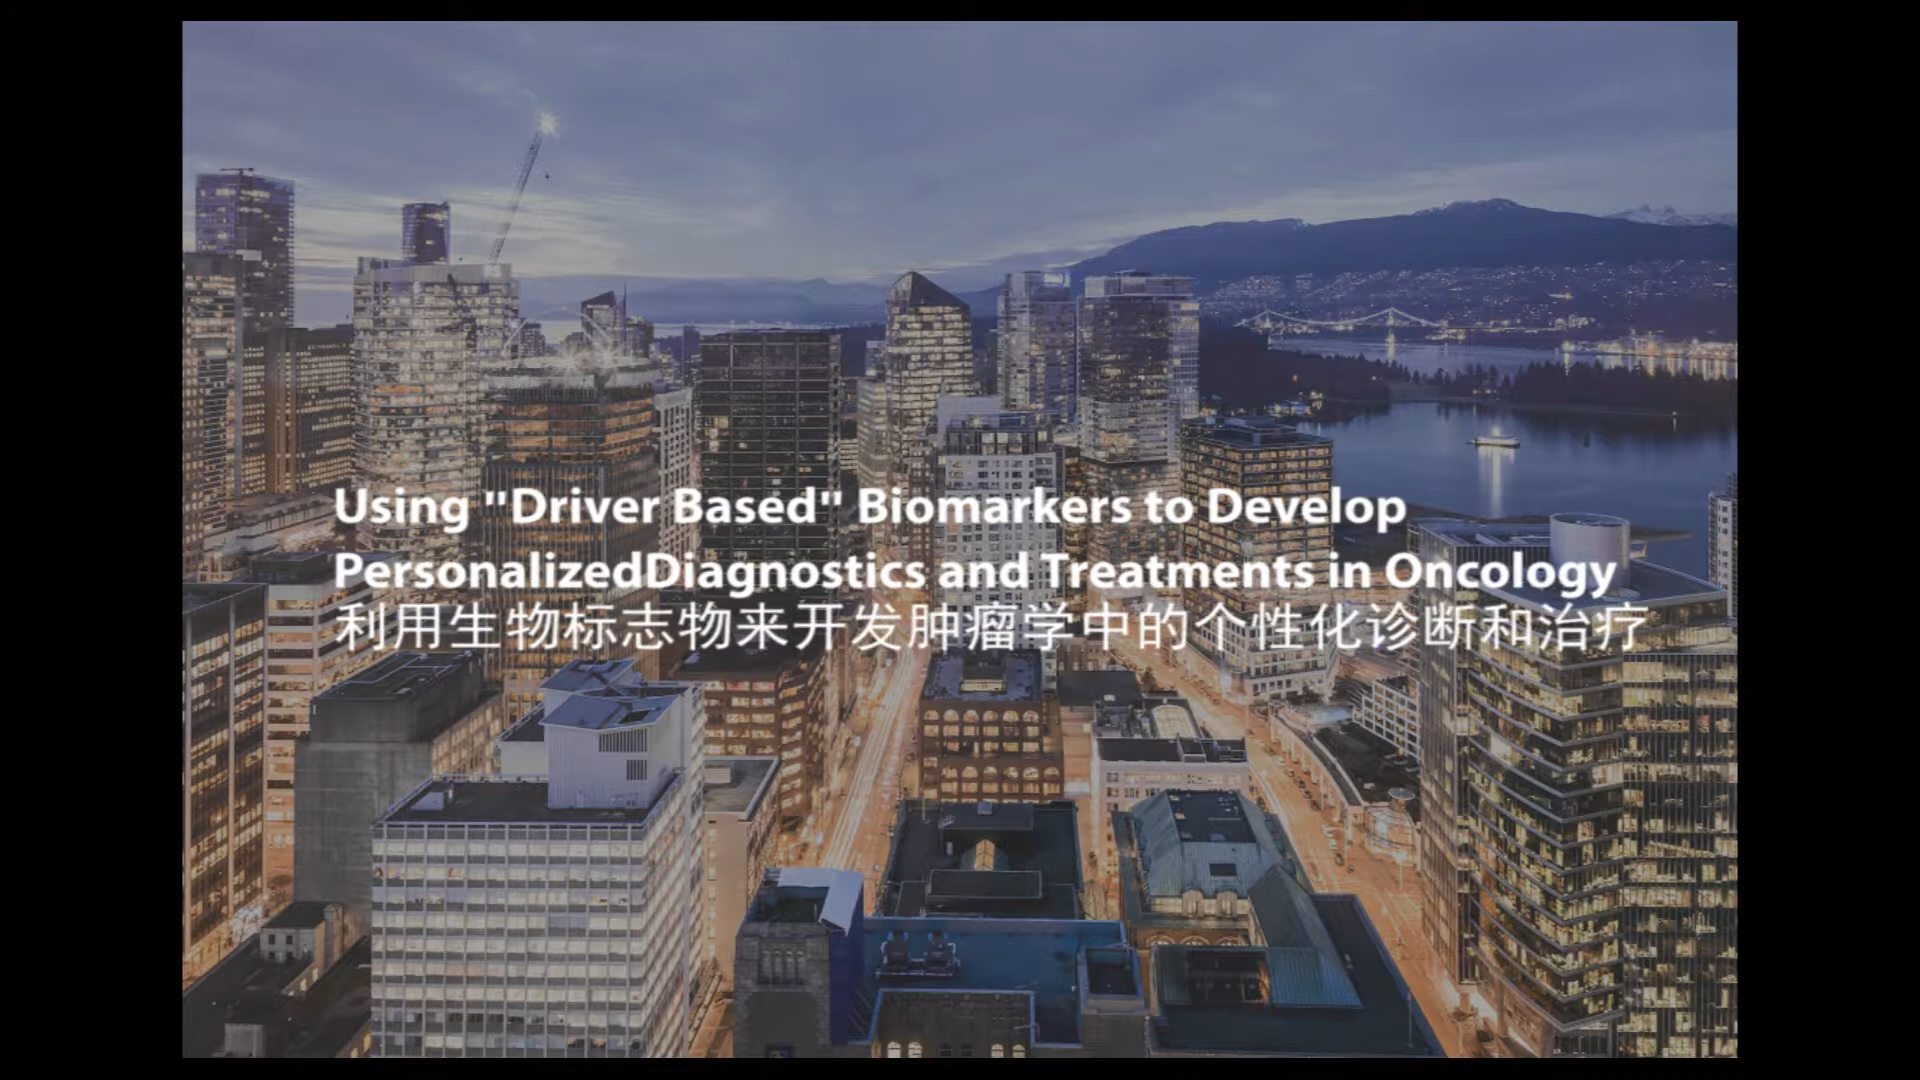 Using "Driver Based" Biomarkers to Develop
PersonalizedDiagnostics and Treatments in Oncology
利用生物标志物来开发肿瘤学中的个性化诊断和治疗